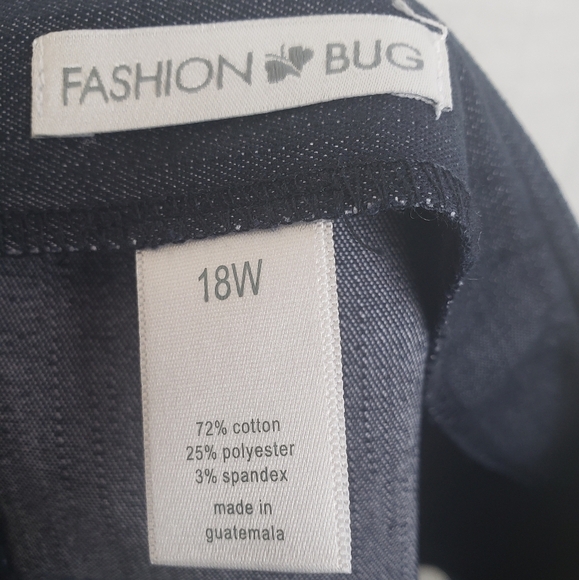 FASHION BUG
18W
72% cotton
25% polyester
3% spandex
made in
guatemala